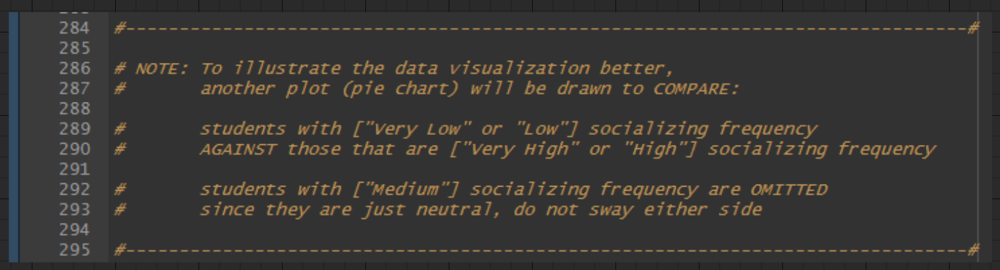 284 #------------------------------------------------------------------------------#
285
286 # NOTE: To illustrate the data visualization better,
287 #       another plot (pie chart) will be drawn to COMPARE:
288
289 #       students with ["Very Low" or "Low"] socializing frequency
290 #       AGAINST those that are ["Very High" or "High"] socializing frequency
291
292 #       students with ["Medium"] socializing frequency are OMITTED
293 #       since they are just neutral, do not sway either side
294
295 #------------------------------------------------------------------------------#